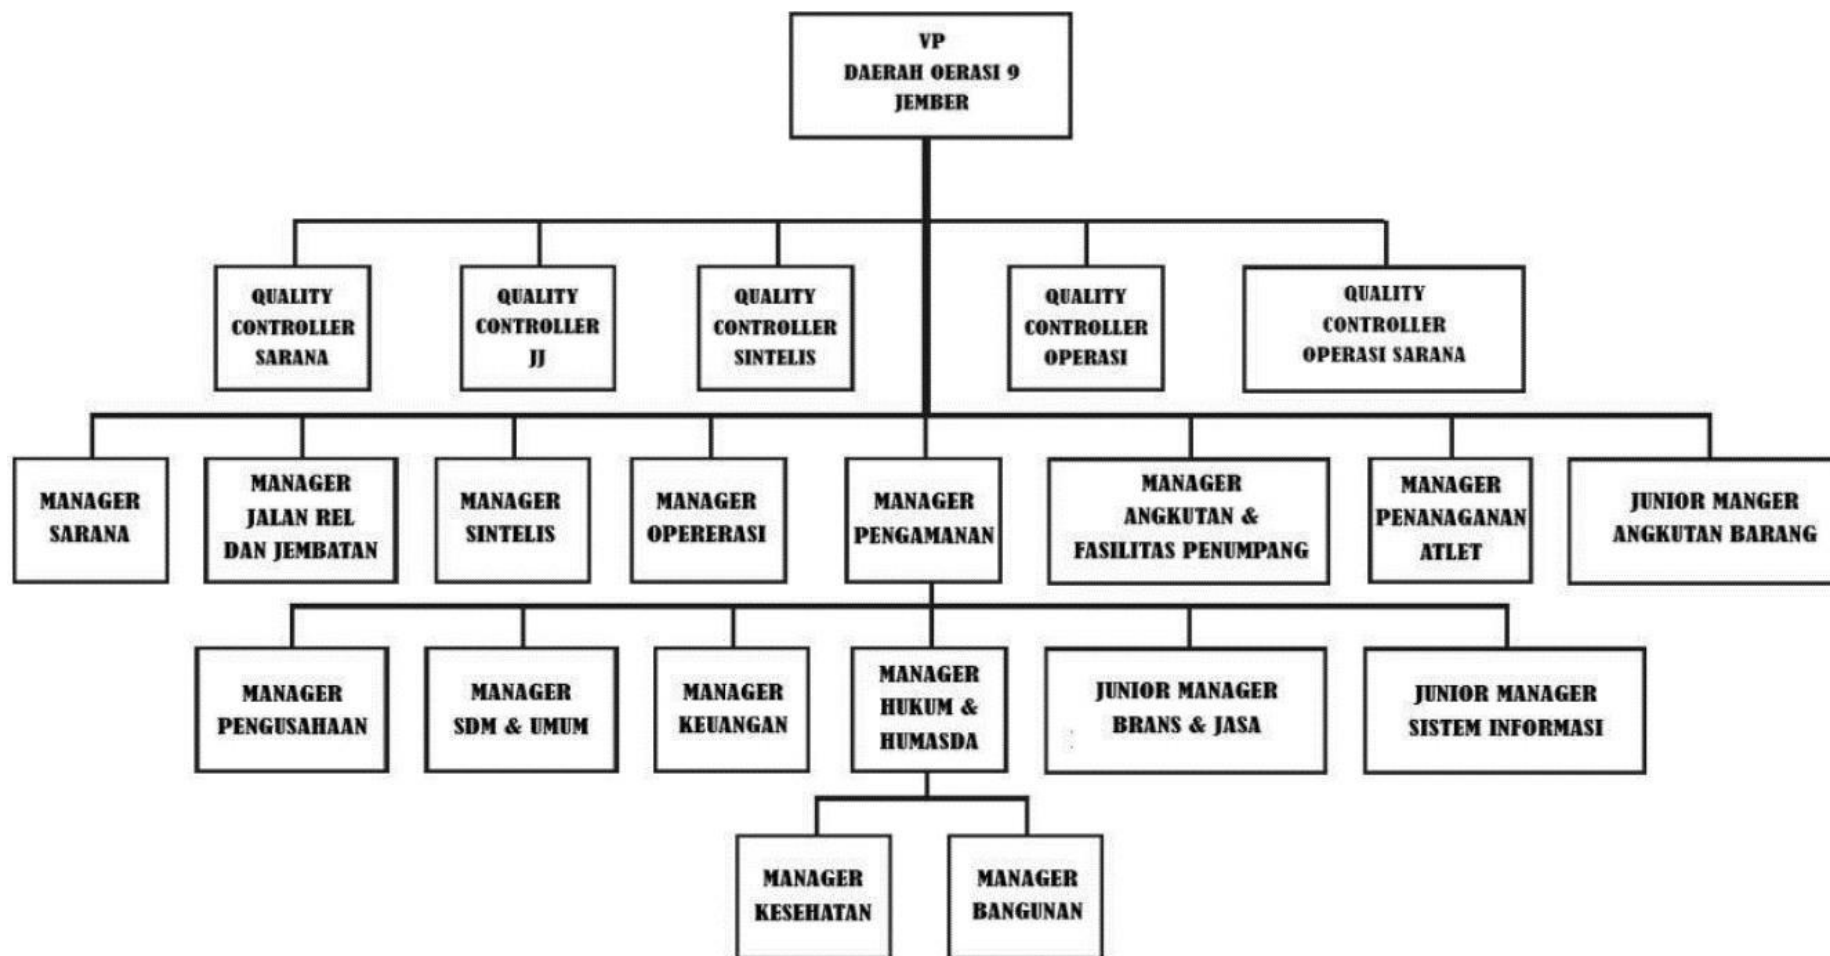 VP
DAERAH OERASI 9
JEMBER
QUALITY
CONTROLLER
SARANA
QUALITY
CONTROLLER
JJ
QUALITY
CONTROLLER
SINTELIS
QUALITY
CONTROLLER
OPERASI
QUALITY
CONTROLLER
OPERASI SARANA
MANAGER
SARANA
MANAGER
JALAN REL
DAN JEMBATAN
MANAGER
SINTELIS
MANAGER
OPERERASI
MANAGER
PENGAMANAN
MANAGER
ANGKUTAN &
FASILITAS PENUMPANG
MANAGER
PENANAGANAN
ATLET
JUNIOR MANGER
ANGKUTAN BARANG
MANAGER
PENGUSAHAAN
MANAGER
SDM & UMUM
MANAGER
KEUANGAN
MANAGER
HUKUM &
HUMASDA
JUNIOR MANAGER
BRANS & JASA
JUNIOR MANAGER
SISTEM INFORMASI
MANAGER
KESEHATAN
MANAGER
BANGUNAN